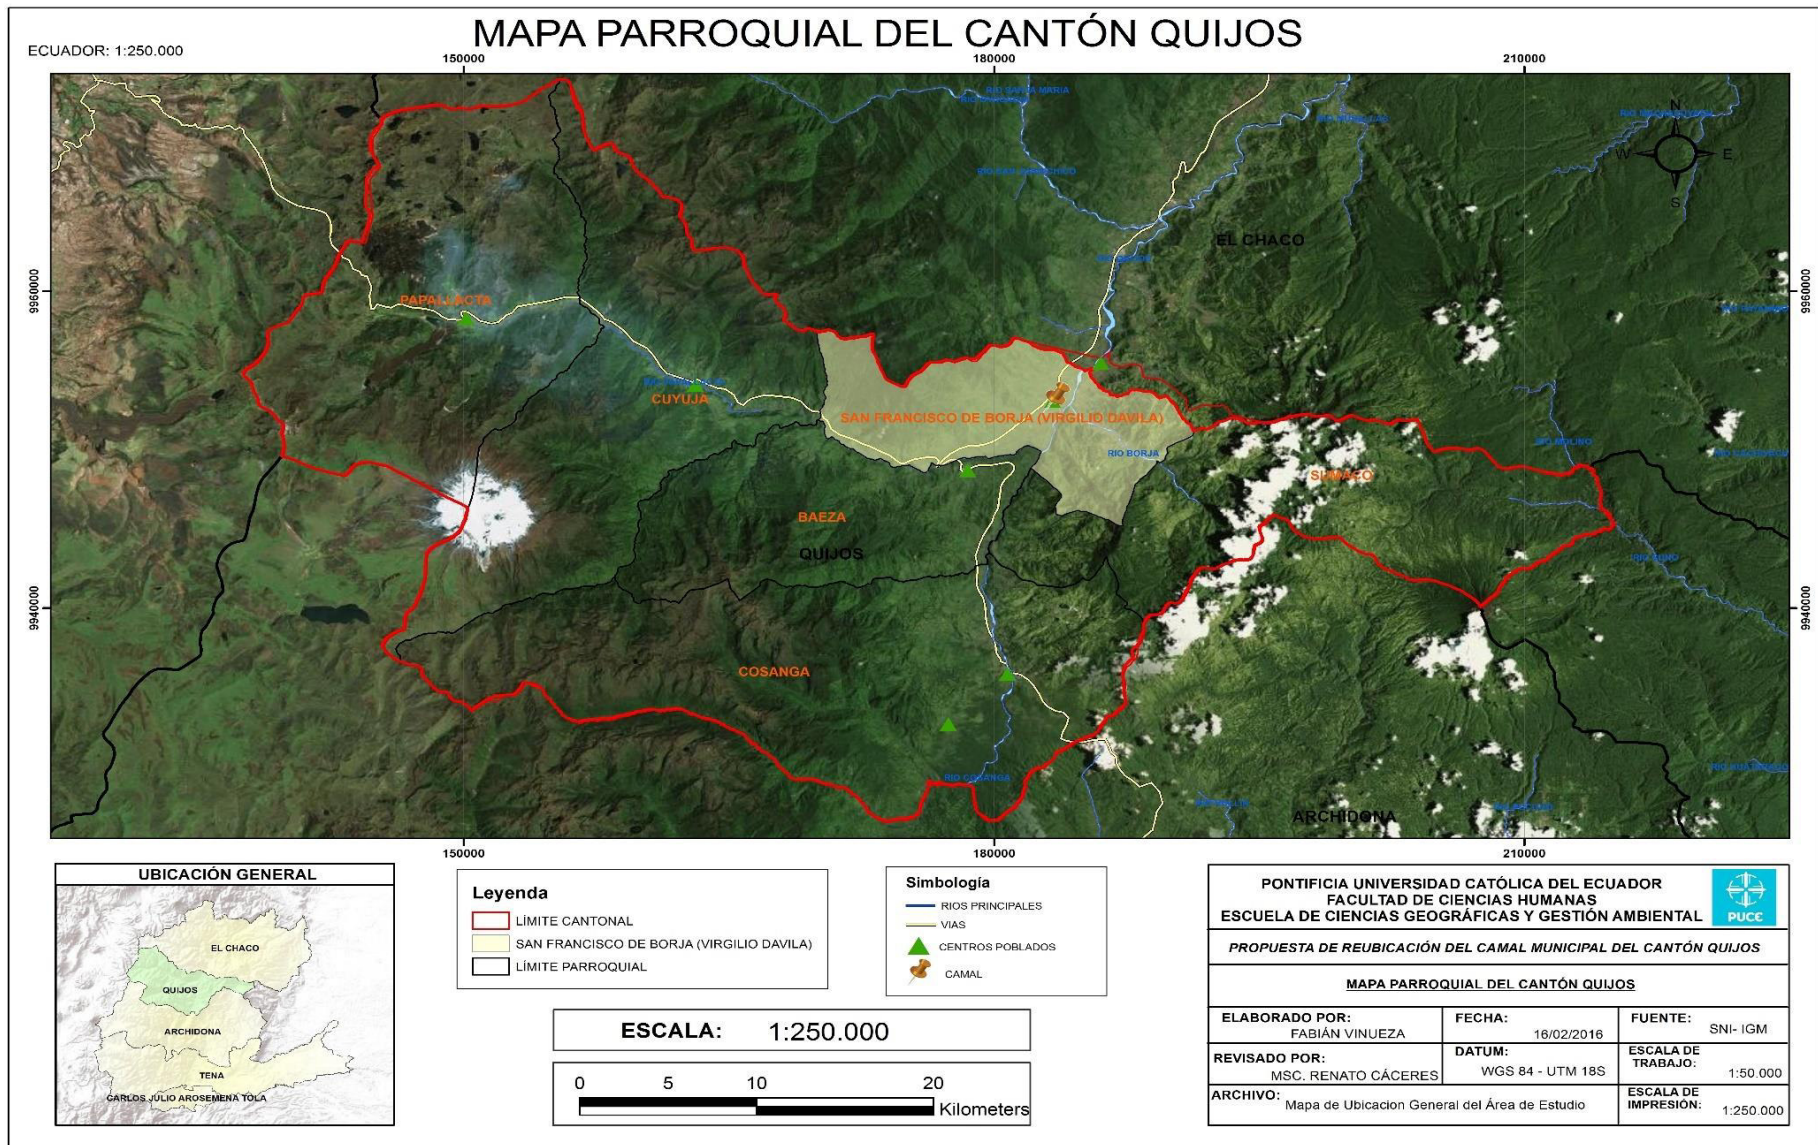 MAPA PARROQUIAL DEL CANTÓN QUIJOS
ECUADOR: 1:250.000
150000
180000
210000
RIO SANTA MARIA
N
W
E
S
EL CHACO
9960000
9960000
PAPALLACTA
CUYUJA
SAN FRANCISCO DE BORJA (VIRGILIO DAVILA)
RIO BORJA
RIO MOLINO
SUMACO
BAEZA
QUIJOS
9940000
9940000
COSANGA
RIO COSANGA
ARCHIDONA
150000
180000
210000
UBICACIÓN GENERAL
EL CHACO
QUIJOS
ARCHIDONA
TENA
CARLOS JULIO AROSEMENA TOLA
Leyenda
LÍMITE CANTONAL
SAN FRANCISCO DE BORJA (VIRGILIO DAVILA)
LÍMITE PARROQUIAL
Simbología
RIOS PRINCIPALES
VIAS
CENTROS POBLADOS
CAMAL
ESCALA: 1:250.000
0 5 10 20
Kilometers
PONTIFICIA UNIVERSIDAD CATÓLICA DEL ECUADOR
FACULTAD DE CIENCIAS HUMANAS
ESCUELA DE CIENCIAS GEOGRÁFICAS Y GESTIÓN AMBIENTAL
PUCE
PROPUESTA DE REUBICACIÓN DEL CAMAL MUNICIPAL DEL CANTÓN QUIJOS
MAPA PARROQUIAL DEL CANTÓN QUIJOS
ELABORADO POR:
FABIÁN VINUEZA
FECHA:
16/02/2016
FUENTE:
SNI- IGM
REVISADO POR:
MSC. RENATO CÁCERES
DATUM:
WGS 84 - UTM 18S
ESCALA DE
TRABAJO:
1:50.000
ARCHIVO:
Mapa de Ubicacion General del Área de Estudio
ESCALA DE
IMPRESIÓN:
1:250.000